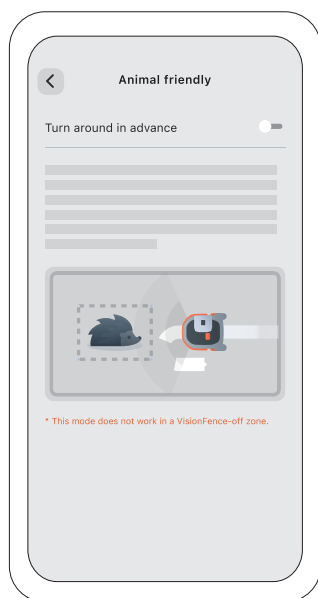 Animal friendly
Turn around in advance
* This mode does not work in a VisionFence-off zone.